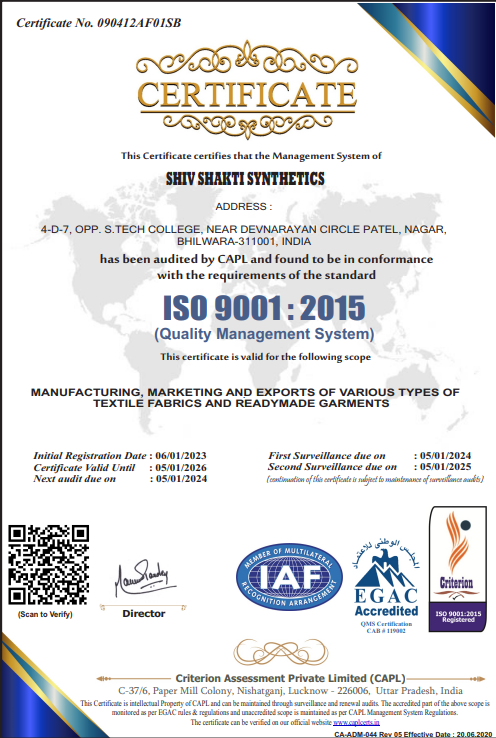 Certificate No. 090412AF01SB
CERTIFICATE
This Certificate certifies that the Management System of
SHIV SHAKTI SYNTHETICS
ADDRESS :
4-D-7, OPP. S.TECH COLLEGE, NEAR DEVNARAYAN CIRCLE PATEL, NAGAR,
BHILWARA-311001, INDIA
has been audited by CAPL and found to be in conformance
with the requirements of the standard
ISO 9001 : 2015
(Quality Management System)
This certificate is valid for the following scope
MANUFACTURING, MARKETING AND EXPORTS OF VARIOUS TYPES OF
TEXTILE FABRICS AND READYMADE GARMENTS
Initial Registration Date : 06/01/2023
Certificate Valid Until : 05/01/2026
Next audit due on : 05/01/2024
First Surveillance due on : 05/01/2024
Second Surveillance due on : 05/01/2025
(continuation of this certificate is subject to maintenance of surveillance audits)
(Scan to Verify)
Director
MEMBER OF MULTILATERAL
IAF
RECOGNITION ARRANGEMENT
المجلس الوطني للاعتماد
EGAC
Accredited
QMS Certification
CAB # 119002
Criterion
ISO 9001:2015
Registered
Criterion Assessment Private Limited (CAPL)
C-37/6, Paper Mill Colony, Nishatganj, Lucknow - 226006, Uttar Pradesh, India
This Certificate is intellectual Property of CAPL and can be maintained through surveillance and renewal audits. The accredited part of the above scope is
monitored as per EGAC rules & regulations and unaccredited scope is maintained as per CAPL Management System Regulations.
The certificate can be verified on our official website www.caplcerts.in
CA-ADM-044 Rev 05 Effective Date : 20.06.2020